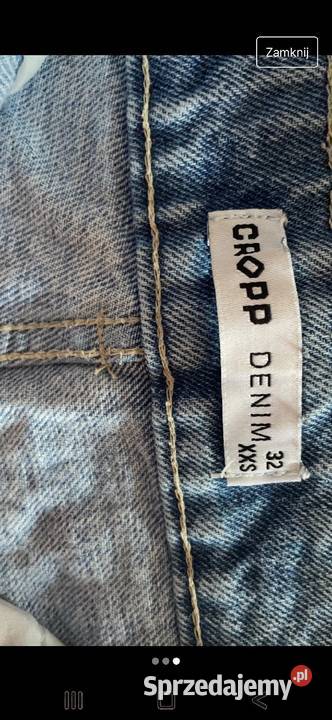 Zamknij
CROPP DENIM 32
XXS
Sprzedajemy.pl